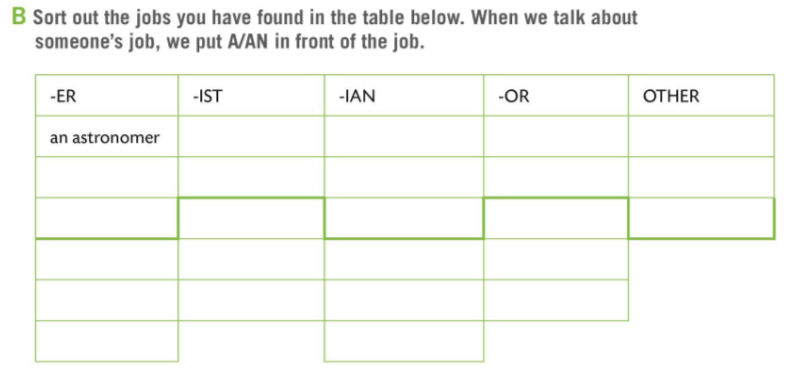 B Sort out the jobs you have found in the table below. When we talk about
someone's job, we put A/AN in front of the job.
-ER -IST -IAN -OR OTHER
an astronomer